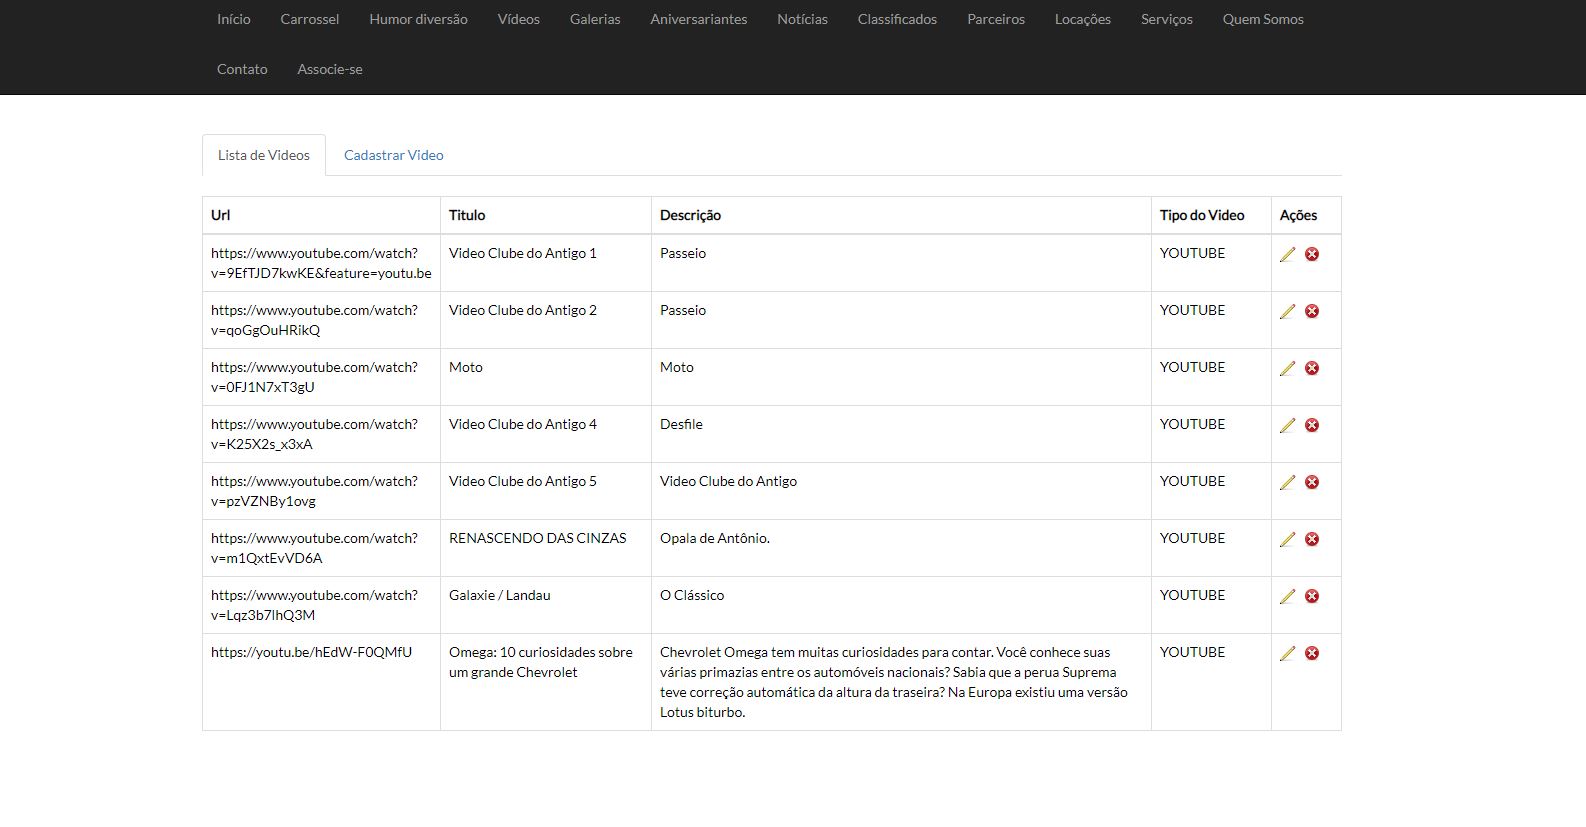 Início Carrossel Humor diversão Vídeos Galerias Aniversariantes Notícias Classificados Parceiros Locações Serviços Quem Somos
Contato Associe-se
Lista de Videos Cadastrar Video
Url Titulo Descrição Tipo do Video Ações
https://www.youtube.com/watch? Video Clube do Antigo 1 Passeio YOUTUBE
v=9EfTJD7kwKE&feature=youtu.be
https://www.youtube.com/watch? Video Clube do Antigo 2 Passeio YOUTUBE
v=qoGgOuHRikQ
https://www.youtube.com/watch? Moto Moto YOUTUBE
v=0FJ1N7xT3gU
https://www.youtube.com/watch? Video Clube do Antigo 4 Desfile YOUTUBE
v=K25X2s_x3xA
https://www.youtube.com/watch? Video Clube do Antigo 5 Video Clube do Antigo YOUTUBE
v=pzVZNBy1ovg
https://www.youtube.com/watch? RENASCENDO DAS CINZAS Opala de Antônio. YOUTUBE
v=m1QxtEvVD6A
https://www.youtube.com/watch? Galaxie / Landau O Clássico YOUTUBE
v=Lqz3b7lhQ3M
https://youtu.be/hEdW-F0QMfU Omega: 10 curiosidades sobre Chevrolet Omega tem muitas curiosidades para contar. Você conhece suas YOUTUBE
um grande Chevrolet várias primazias entre os automóveis nacionais? Sabia que a perua Suprema
teve correção automática da altura da traseira? Na Europa existiu uma versão
Lotus biturbo.